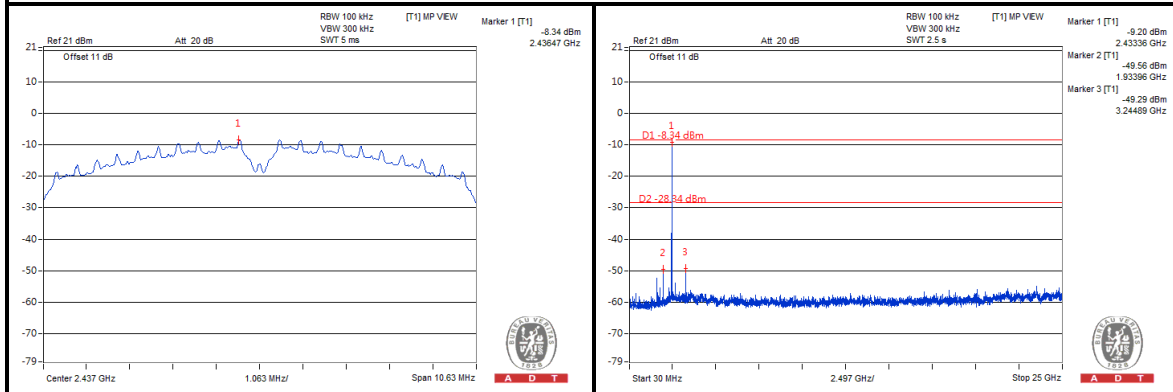 RBW 100 kHz
[T1] MP VIEW
VBW 300 kHz
Ref 21 dBm
Att 20 dB
SWT 5 ms
Marker 1 [T1]
-8.34 dBm
2.43647 GHz
Offset 11 dB
21
10
0
-10
-20
-30
-40
-50
-60
-70
-79
1
Center 2.437 GHz
1.063 MHz/
Span 10.63 MHz
BUREAU VERITAS
1828
A D T
RBW 100 kHz
[T1] MP VIEW
VBW 300 kHz
Ref 21 dBm
Att 20 dB
SWT 2.5 s
Marker 1 [T1]
-9.20 dBm
2.43336 GHz
Marker 2 [T1]
-49.56 dBm
1.93396 GHz
Marker 3 [T1]
-49.29 dBm
3.24489 GHz
Offset 11 dB
21
10
0
-10
-20
-30
-40
-50
-60
-70
-79
1
D1 -8.34 dBm
D2 -28.34 dBm
2
3
Start 30 MHz
2.497 GHz/
Stop 25 GHz
BUREAU VERITAS
1828
A D T